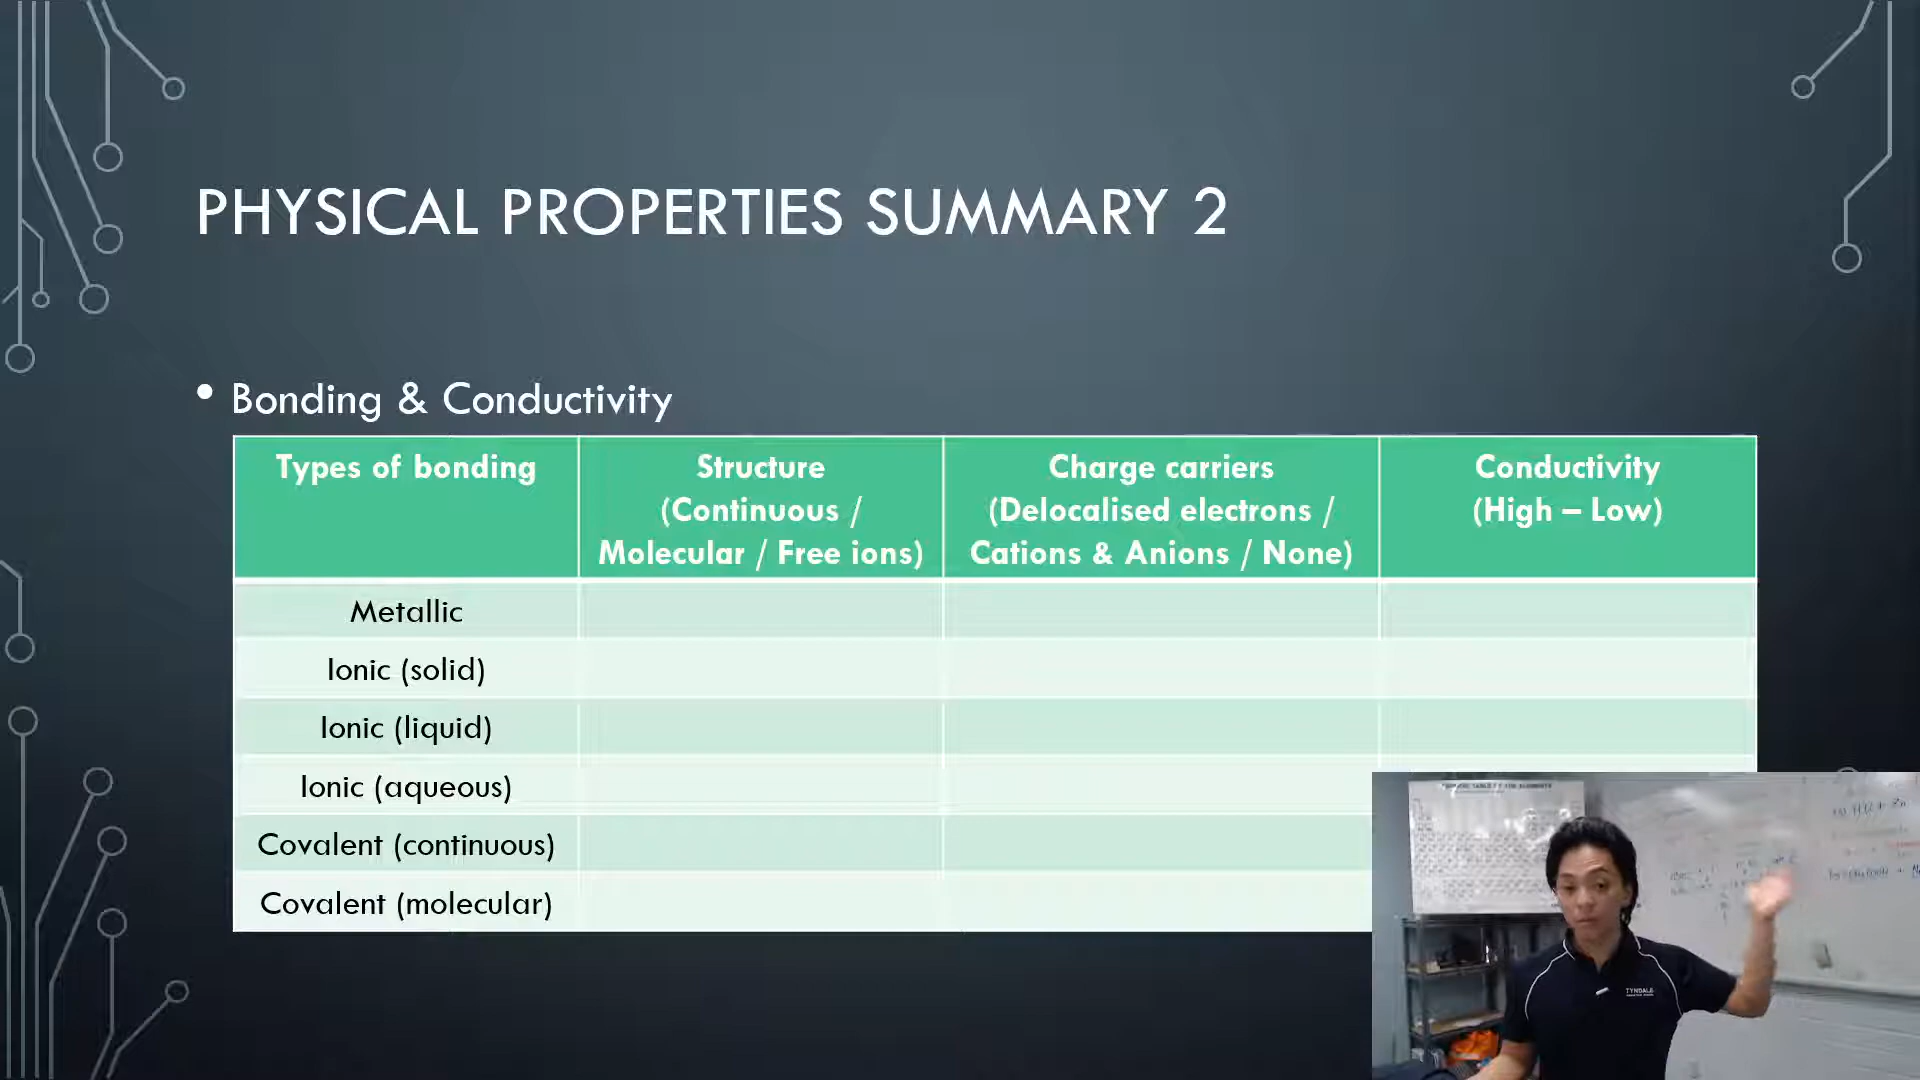 PHYSICAL PROPERTIES SUMMARY 2
• Bonding & Conductivity
Types of bonding
Structure
(Continuous /
Molecular / Free ions)
Charge carriers
(Delocalised electrons /
Cations & Anions / None)
Conductivity
(High – Low)
Metallic
Ionic (solid)
Ionic (liquid)
Ionic (aqueous)
Covalent (continuous)
Covalent (molecular)
TYNDALE